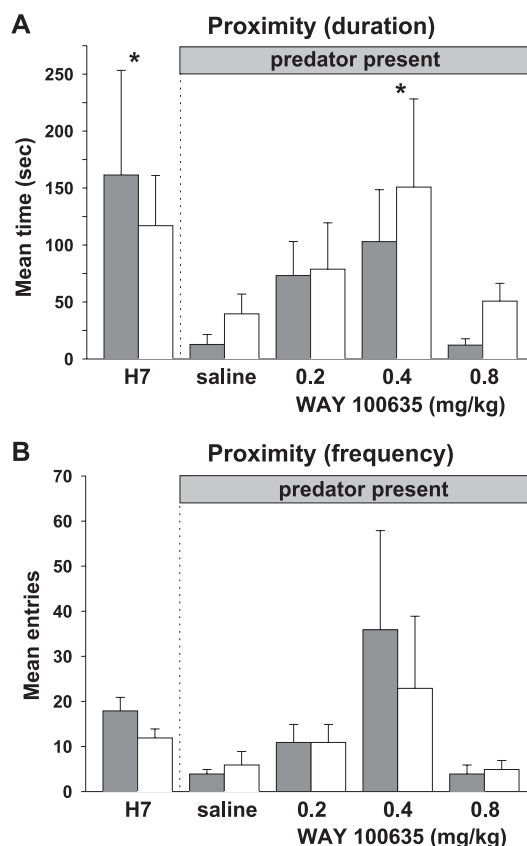 A
Proximity (duration)
predator present
*
*
250
200
150
100
50
0
Mean time (sec)
H7 saline 0.2 0.4 0.8
WAY 100635 (mg/kg)
B
Proximity (frequency)
predator present
70
60
50
40
30
20
10
0
Mean entries
H7 saline 0.2 0.4 0.8
WAY 100635 (mg/kg)